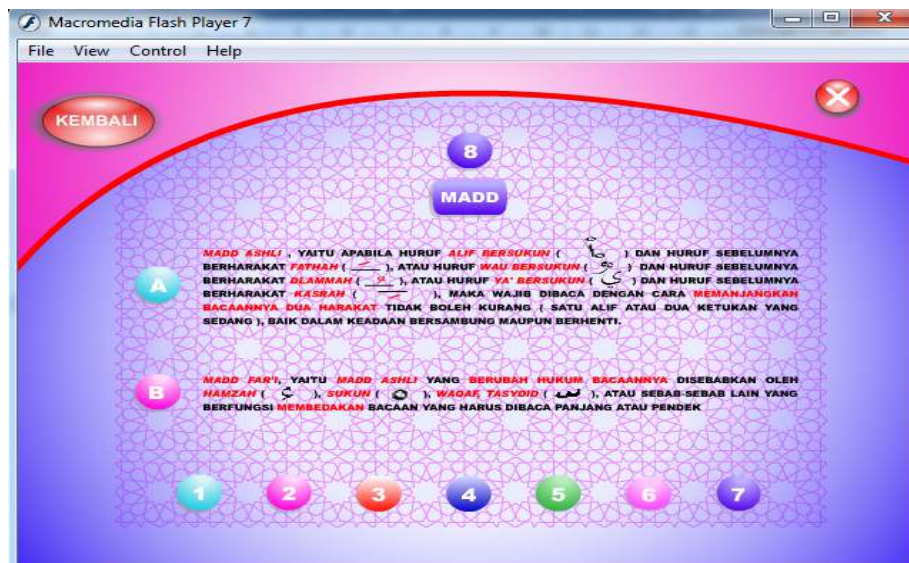 Macromedia Flash Player 7
File View Control Help
KEMBALI
8
MADD
A
MADD ASHLI , YAITU APABILA HURUF ALIF BERSUKUN ( ) DAN HURUF SEBELUMNYA
BERHARAKAT FATHAH ( ), ATAU HURUF WAU BERSUKUN ( ) DAN HURUF SEBELUMNYA
BERHARAKAT DLAMMAH ( ), ATAU HURUF YA' BERSUKUN ( ) DAN HURUF SEBELUMNYA
BERHARAKAT KASRAH ( ), MAKA WAJIB DIBACA DENGAN CARA MEMANJANGKAN
BACAANNYA DUA HARAKAT TIDAK BOLEH KURANG ( SATU ALIF ATAU DUA KETUKAN YANG
SEDANG ), BAIK DALAM KEADAAN BERSAMBUNG MAUPUN BERHENTI.
B
MADD FAR'I, YAITU MADD ASHLI YANG BERUBAH HUKUM BACAANNYA DISEBABKAN OLEH
HAMZAH ( ), SUKUN ( ), WAQAF, TASYDID ( ), ATAU SEBAB-SEBAB LAIN YANG
BERFUNGSI MEMBEDAKAN BACAAN YANG HARUS DIBACA PANJANG ATAU PENDEK
1 2 3 4 5 6 7